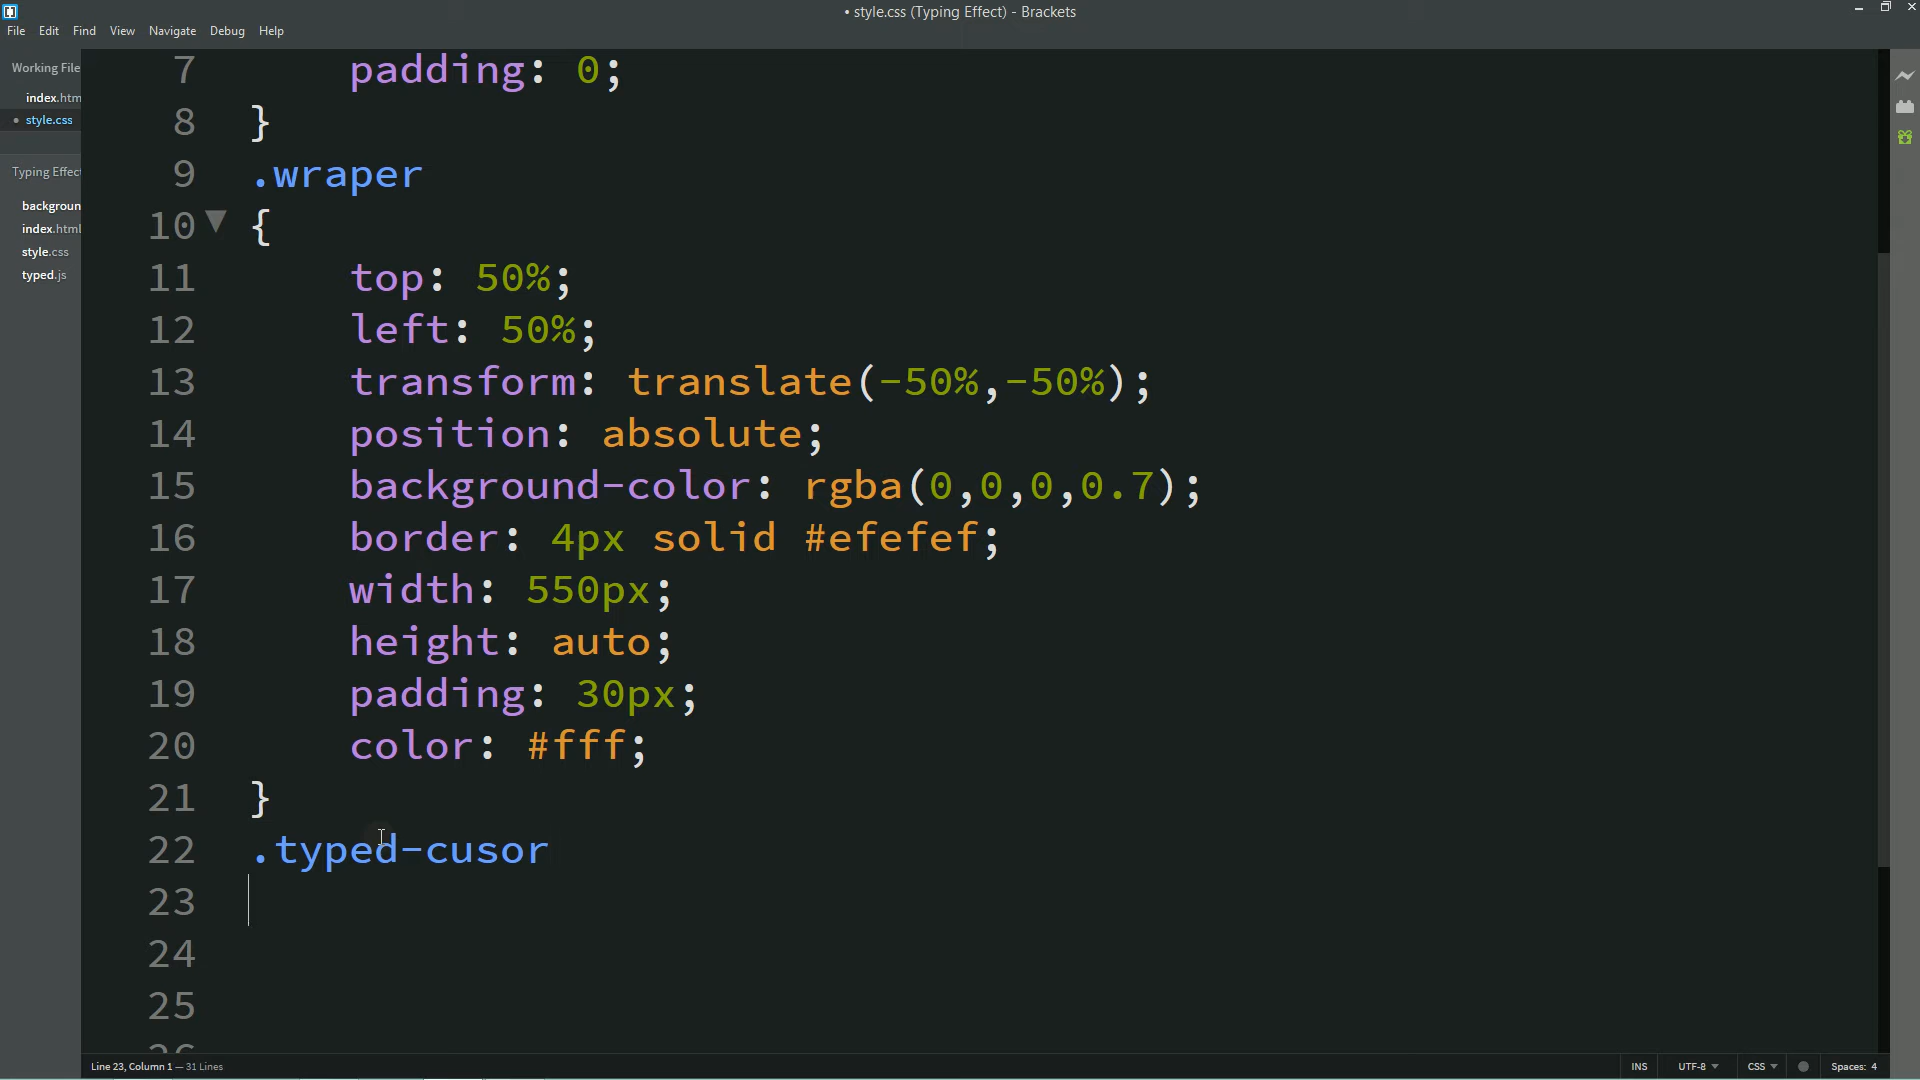 • style.css (Typing Effect) - Brackets
File Edit Find View Navigate Debug Help
Working File
index.htm
• style.css
Typing Effec
backgroun
index.html
style.css
typed.js
7 padding: 0;
8 }
9 .wraper
10 {
11 top: 50%;
12 left: 50%;
13 transform: translate(-50%,-50%);
14 position: absolute;
15 background-color: rgba(0,0,0,0.7);
16 border: 4px solid #efefef;
17 width: 550px;
18 height: auto;
19 padding: 30px;
20 color: #fff;
21 }
22 .typed-cusor
23
24
25
Line 23, Column 1 — 31 Lines
INS UTF-8 CSS Spaces: 4